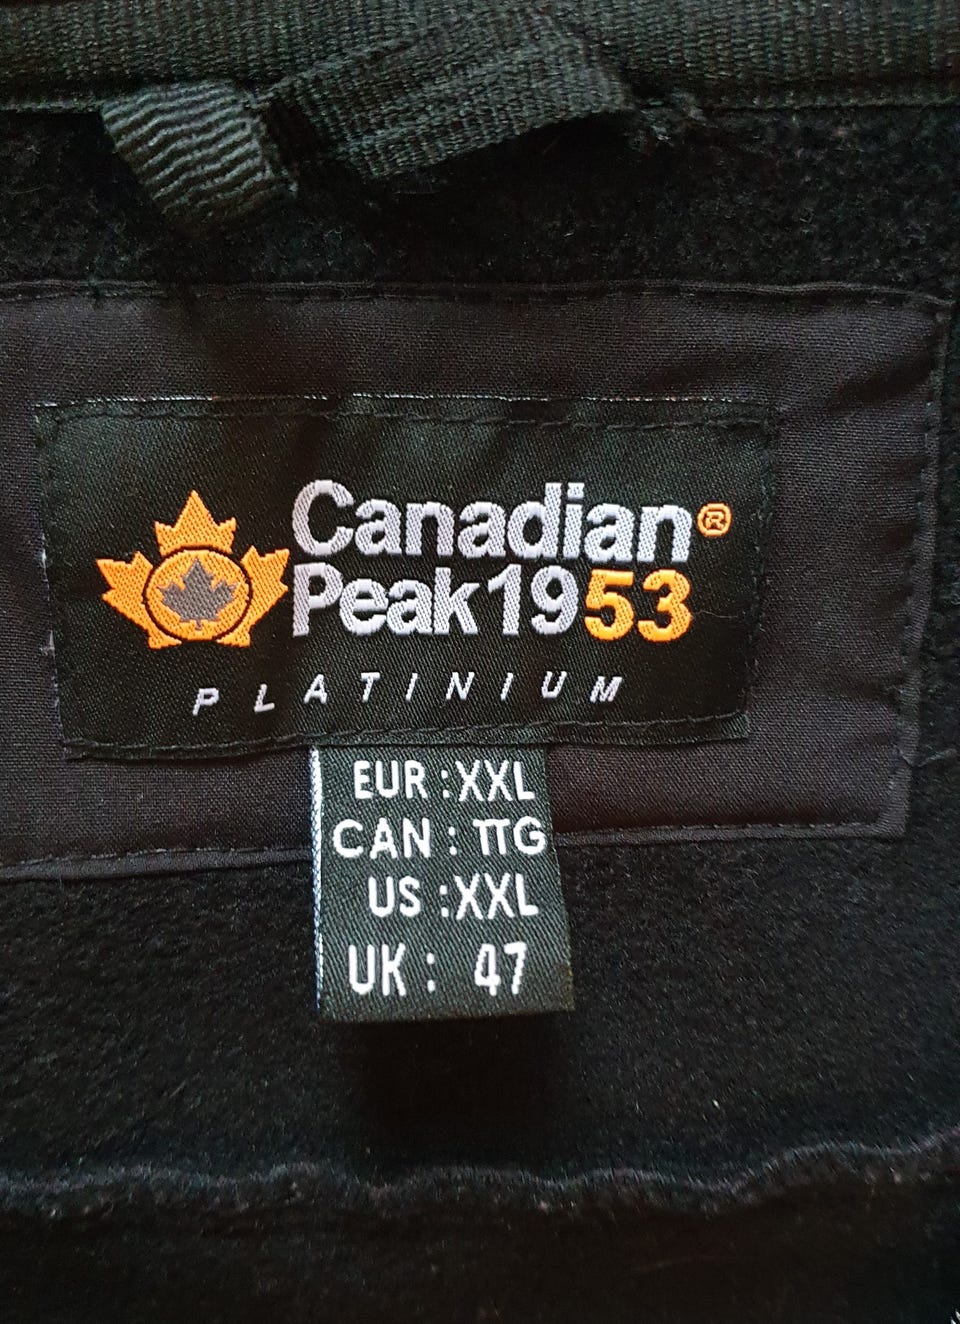 Canadian®
Peak1953
PLATINIUM
EUR :XXL
CAN : TTG
US :XXL
UK : 47